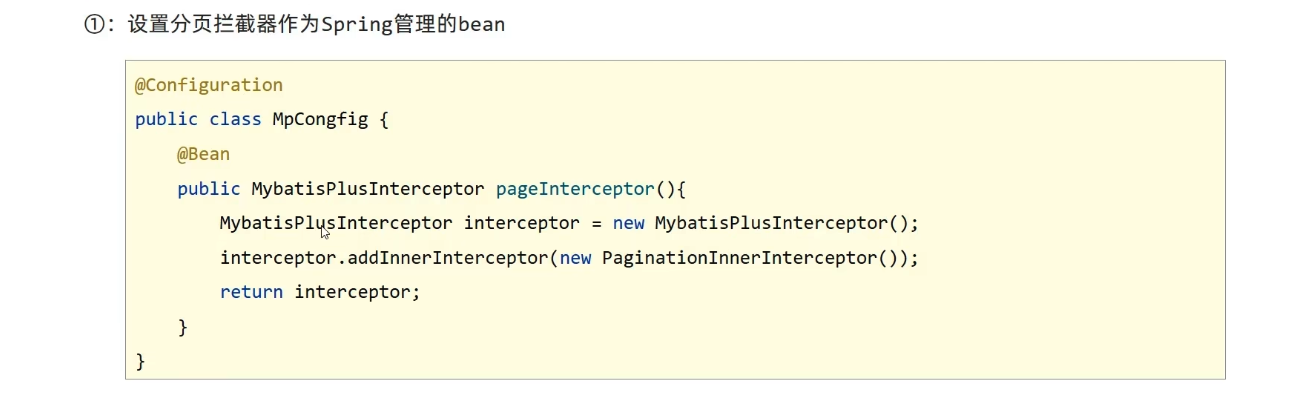 ①：设置分页拦截器作为Spring管理的bean
@Configuration
public class MpCongfig {
@Bean
public MybatisPlusInterceptor pageInterceptor(){
MybatisPlusInterceptor interceptor = new MybatisPlusInterceptor();
interceptor.addInnerInterceptor(new PaginationInnerInterceptor());
return interceptor;
}
}